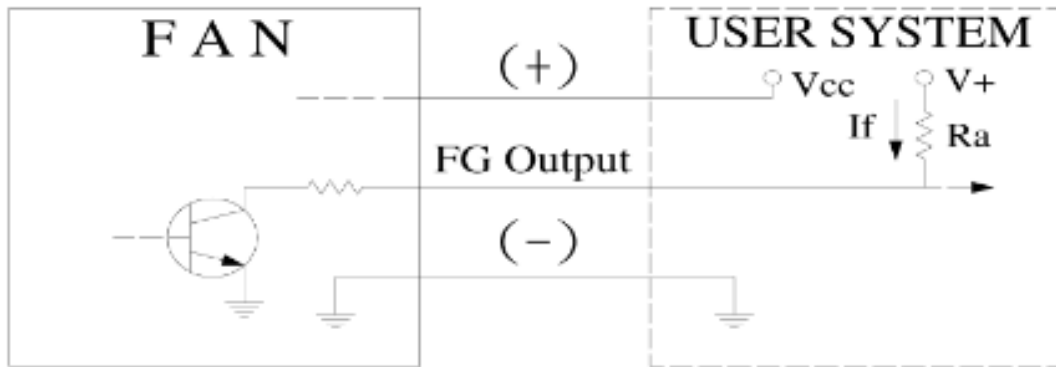 F A N
USER SYSTEM
(+)
Vcc
V+
If
Ra
FG Output
(-)